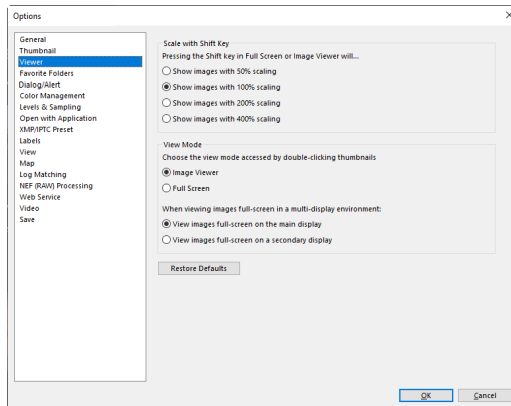 Options
General
Thumbnail
Viewer
Favorite Folders
Dialog/Alert
Color Management
Levels & Sampling
Open with Application
XMP/IPTC Preset
Labels
View
Map
Log Matching
NEF (RAW) Processing
Web Service
Video
Save
Scale with Shift Key
Pressing the Shift key in Full Screen or Image Viewer will...
Show images with 50% scaling
Show images with 100% scaling
Show images with 200% scaling
Show images with 400% scaling
View Mode
Choose the view mode accessed by double-clicking thumbnails
Image Viewer
Full Screen
When viewing images full-screen in a multi-display environment:
View images full-screen on the main display
View images full-screen on a secondary display
Restore Defaults
OK
Cancel